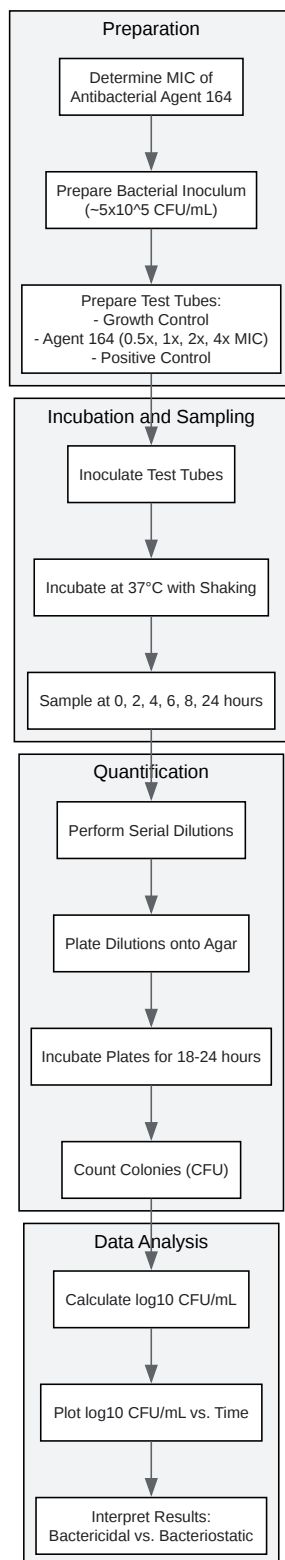 Preparation
Determine MIC of
Antibacterial Agent 164
Prepare Bacterial Inoculum
(~5x10^5 CFU/mL)
Prepare Test Tubes:
- Growth Control
- Agent 164 (0.5x, 1x, 2x, 4x MIC)
- Positive Control
Incubation and Sampling
Inoculate Test Tubes
Incubate at 37°C with Shaking
Sample at 0, 2, 4, 6, 8, 24 hours
Quantification
Perform Serial Dilutions
Plate Dilutions onto Agar
Incubate Plates for 18-24 hours
Count Colonies (CFU)
Data Analysis
Calculate log10 CFU/mL
Plot log10 CFU/mL vs. Time
Interpret Results:
Bactericidal vs. Bacteriostatic